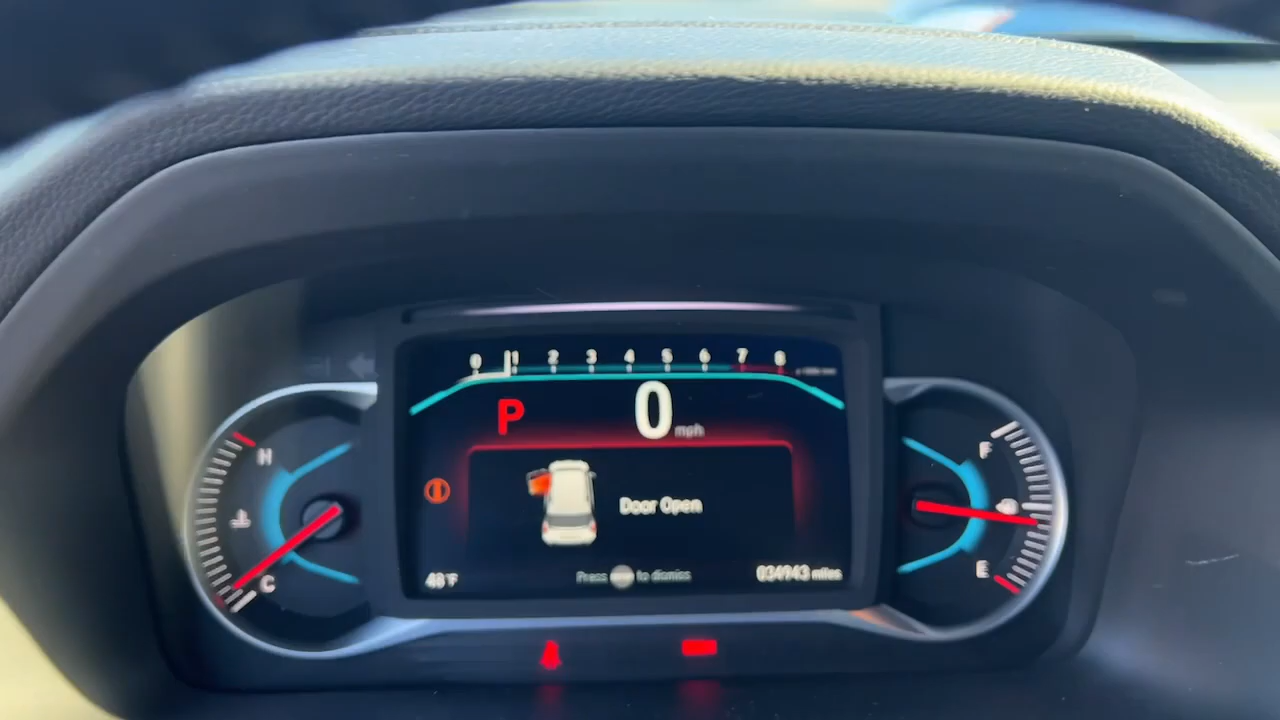 0 1 2 3 4 5 6 7 8
P 0 mph
H
F
Door Open
C
E
48°F
Press to dismiss
034943 miles